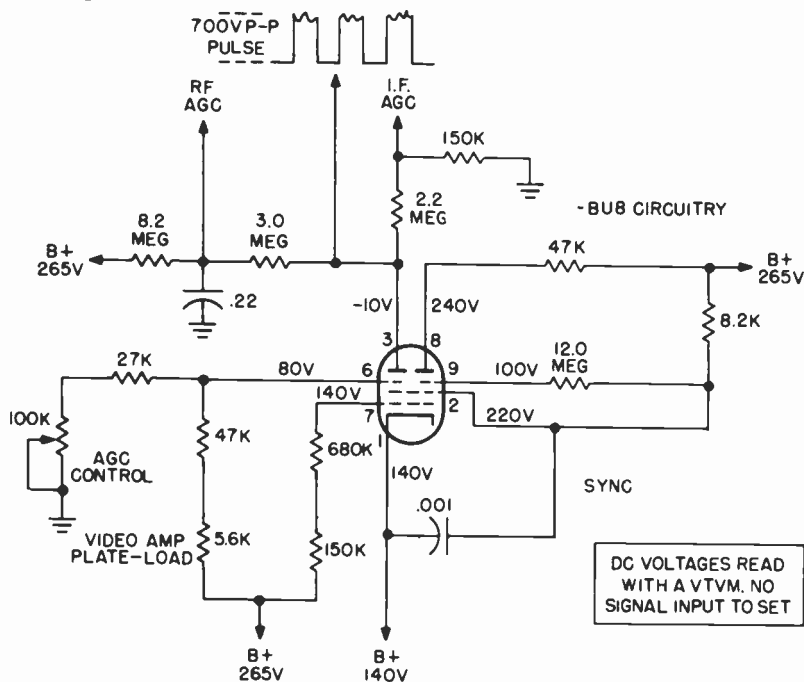 700V P-P
PULSE
RF
AGC
I.F.
AGC
150K
8.2
MEG
3.0
MEG
2.2
MEG
-BU8 CIRCUITRY
B+
265V
.22
47K
B+
265V
-10V
240V
8.2K
3
8
27K
80V
6
9
100V
12.0
MEG
140V
7
2
220V
1
100K
AGC
CONTROL
47K
680K
140V
SYNC
.001
VIDEO AMP
PLATE-LOAD
5.6K
150K
DC VOLTAGES READ
WITH A VTVM. NO
SIGNAL INPUT TO SET
B+
265V
B+
140V